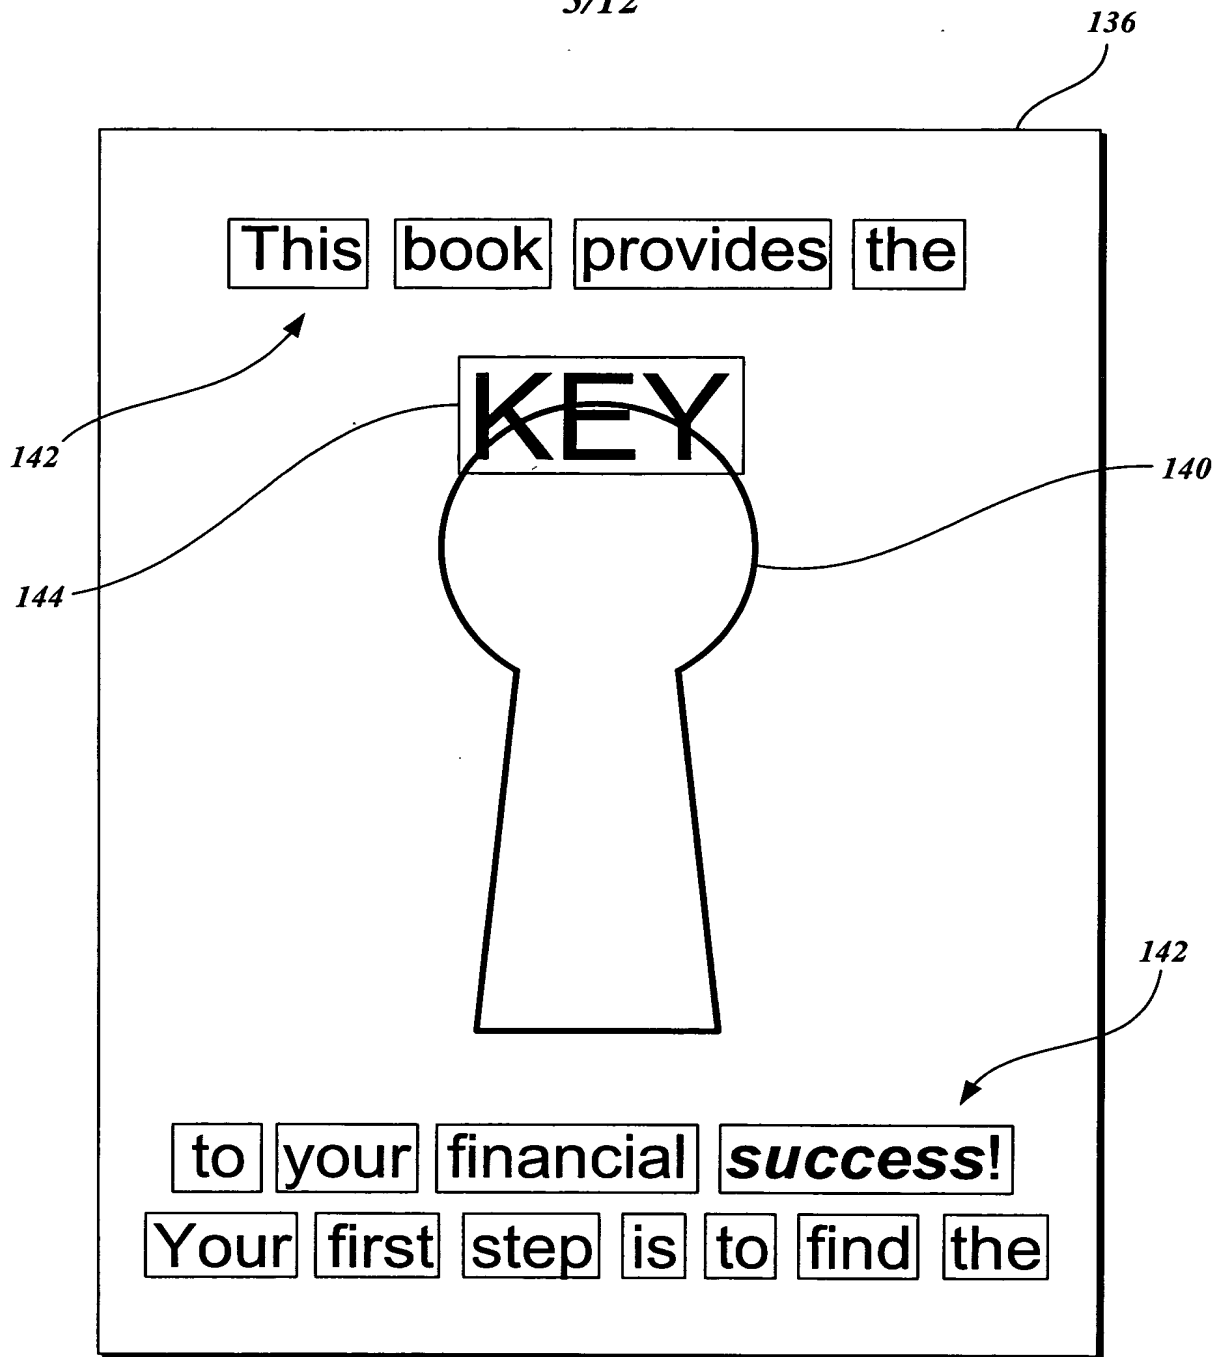 3/12
136
This book provides the
KEY
142
140
144
142
to your financial success!
Your first step is to find the